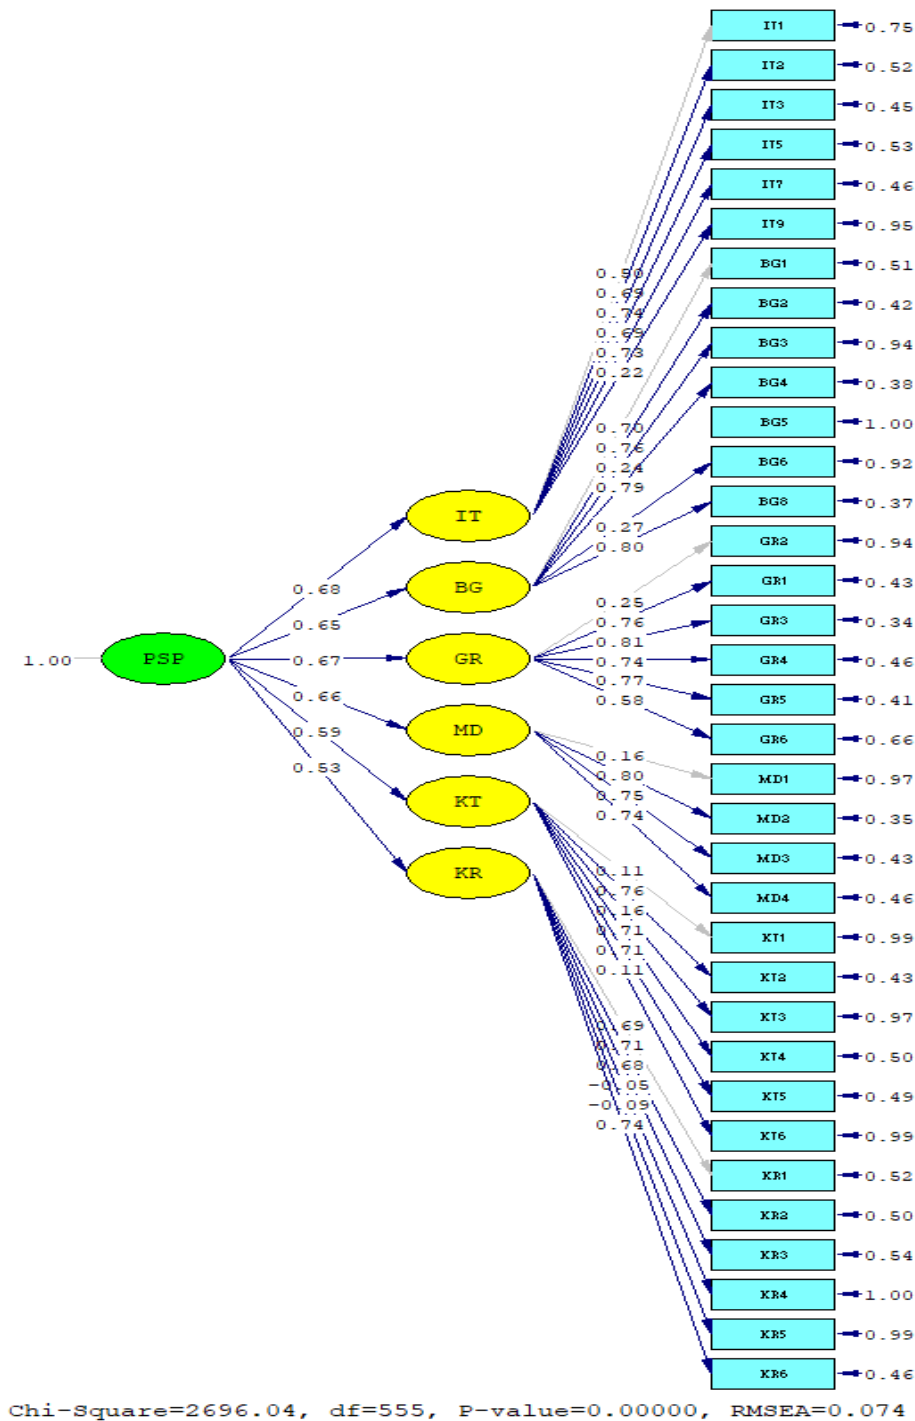 1.00
PSP
0.68
0.65
0.67
0.66
0.59
0.53
IT
BG
GR
MD
KT
KR
0.50
0.69
0.74
0.69
0.73
0.22
0.70
0.76
0.24
0.79
0.27
0.80
0.25
0.76
0.81
0.74
0.77
0.58
0.16
0.80
0.75
0.74
0.11
0.76
0.16
0.71
0.71
0.11
0.69
0.71
0.68
-0.05
-0.09
0.74
IT1 0.75
IT2 0.52
IT3 0.45
IT5 0.53
IT7 0.46
IT9 0.95
BG1 0.51
BG2 0.42
BG3 0.94
BG4 0.38
BG5 1.00
BG6 0.92
BG8 0.37
GR2 0.94
GR1 0.43
GR3 0.34
GR4 0.46
GR5 0.41
GR6 0.66
MD1 0.97
MD2 0.35
MD3 0.43
MD4 0.46
KT1 0.99
KT2 0.43
KT3 0.97
KT4 0.50
KT5 0.49
KT6 0.99
KR1 0.52
KR2 0.50
KR3 0.54
KR4 1.00
KR5 0.99
KR6 0.46
Chi-Square=2696.04, df=555, P-value=0.00000, RMSEA=0.074